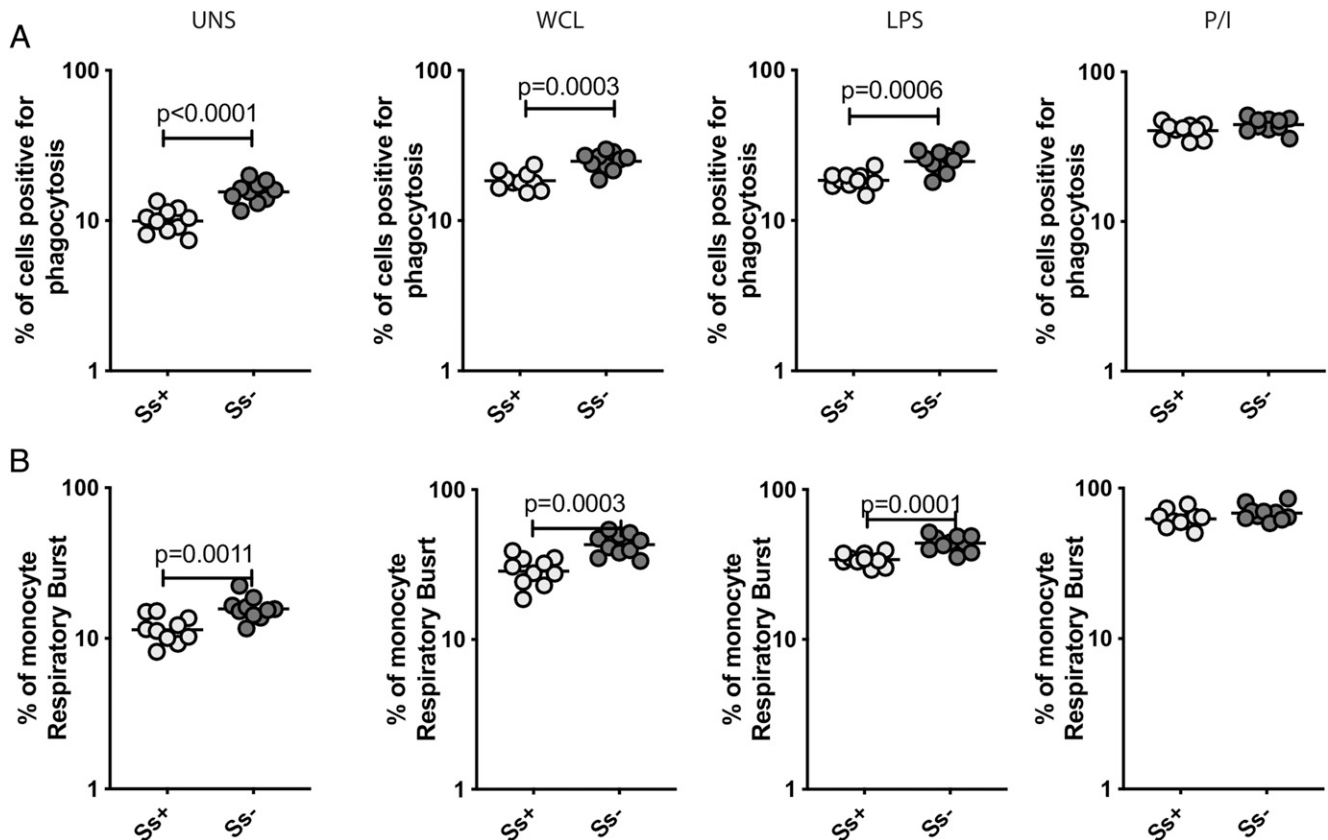 UNS WCL LPS P/I
A
100 100 100 100
p<0.0001 p=0.0003 p=0.0006
% of cells positive for
phagocytosis
% of cells positive for
phagocytosis
% of cells positive for
phagocytosis
% of cells positive for
phagocytosis
10 10 10 10
1 1 1 1
Ss+ Ss- Ss+ Ss- Ss+ Ss- Ss+ Ss-
B
100 100 100 100
p=0.0011 p=0.0003 p=0.0001
% of monocyte
Respiratory Burst
% of monocyte
Respiratory Busrt
% of monocyte
Respiratory Burst
% of monocyte
Respiratory Burst
10 10 10 10
1 1 1 1
Ss+ Ss- Ss+ Ss- Ss+ Ss- Ss+ Ss-